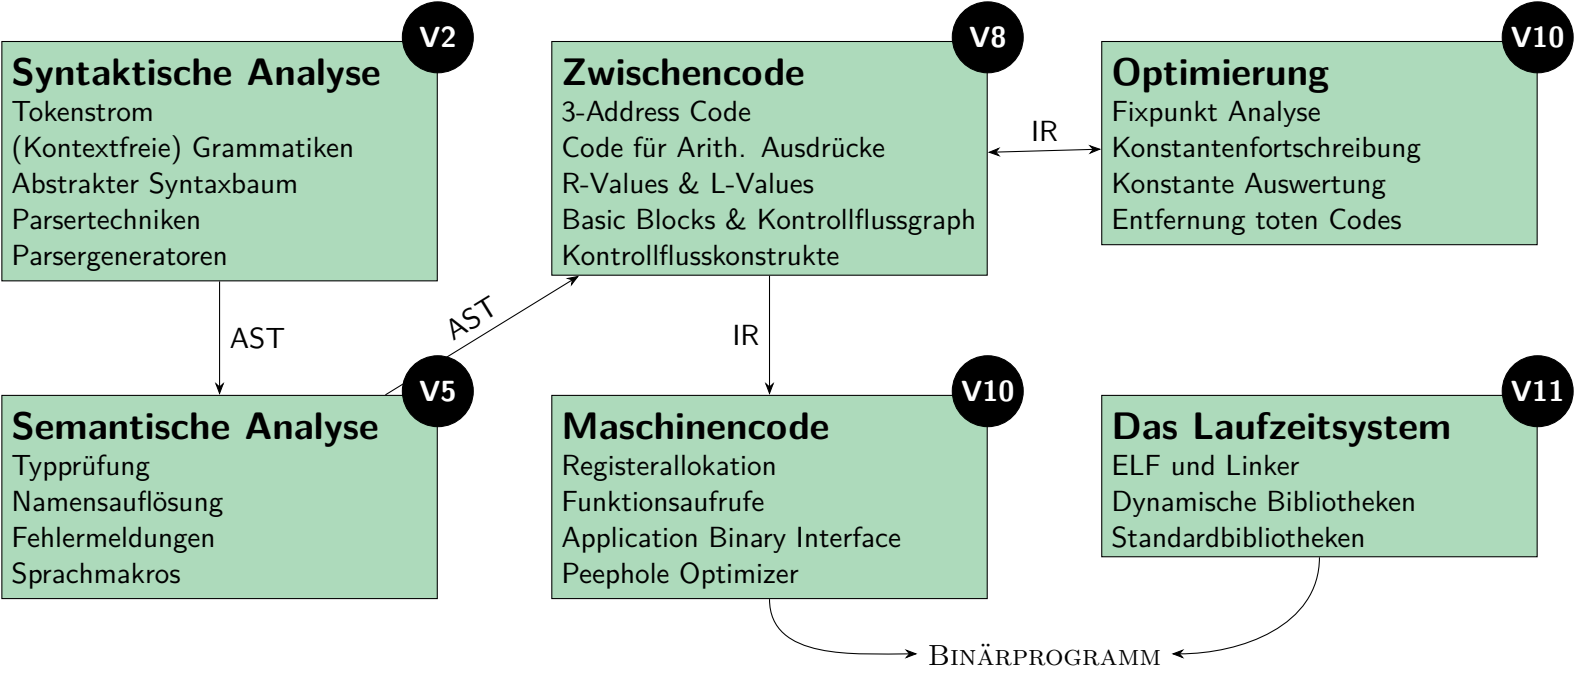 V2
Syntaktische Analyse
Tokenstrom
(Kontextfreie) Grammatiken
Abstrakter Syntaxbaum
Parsertechniken
Parsergeneratoren
AST
V5
Semantische Analyse
Typprüfung
Namensauflösung
Fehlermeldungen
Sprachmakros
AST
V8
Zwischencode
3-Address Code
Code für Arith. Ausdrücke
R-Values & L-Values
Basic Blocks & Kontrollflussgraph
Kontrollflusskonstrukte
IR
V10
Optimierung
Fixpunkt Analyse
Konstantenfortschreibung
Konstante Auswertung
Entfernung toten Codes
IR
V10
Maschinencode
Registerallokation
Funktionsaufrufe
Application Binary Interface
Peephole Optimizer
V11
Das Laufzeitsystem
ELF und Linker
Dynamische Bibliotheken
Standardbibliotheken
BINÄRPROGRAMM